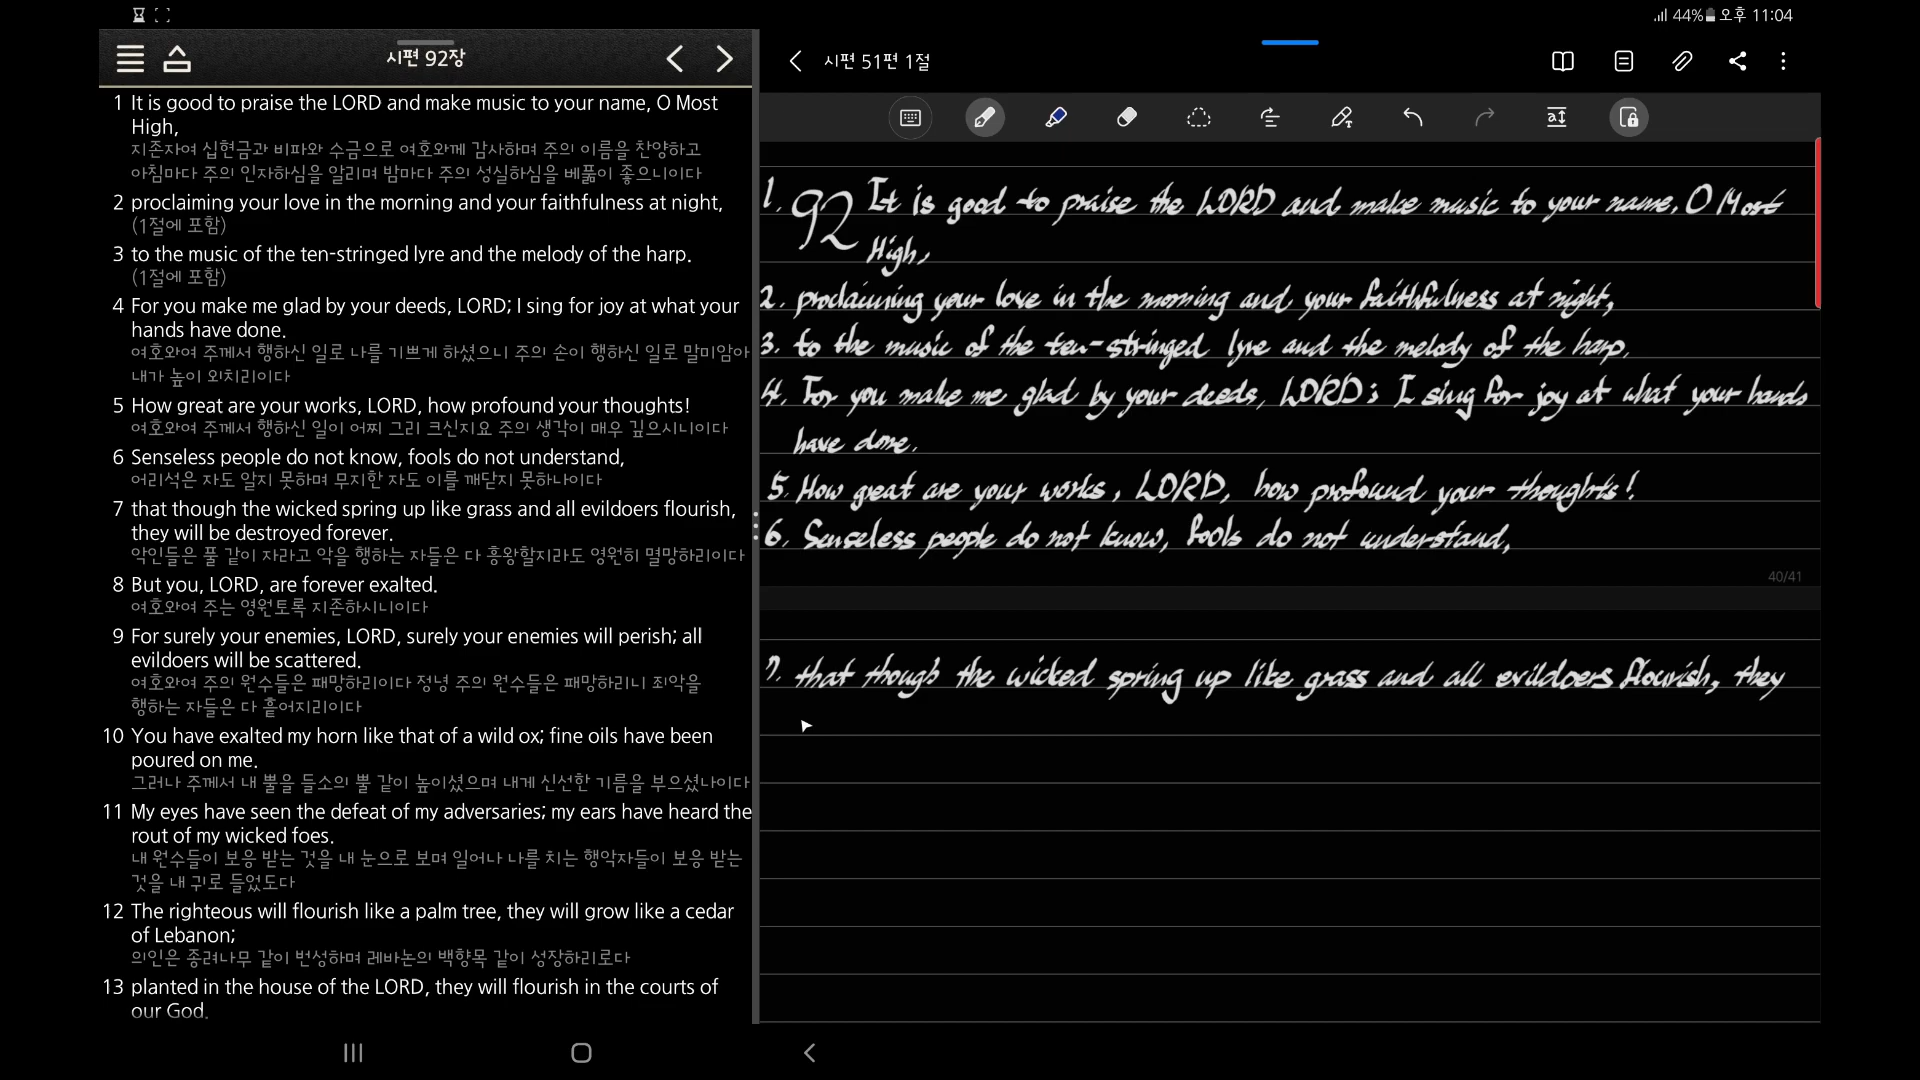 44% 오후 11:04
시편 92장
1 It is good to praise the LORD and make music to your name, O Most
High,
지존자여 십현금과 비파와 수금으로 여호와께 감사하며 주의 이름을 찬양하고
아침마다 주의 인자하심을 알리며 밤마다 주의 성실하심을 베풂이 좋으니이다
2 proclaiming your love in the morning and your faithfulness at night,
(1절에 포함)
3 to the music of the ten-stringed lyre and the melody of the harp.
(1절에 포함)
4 For you make me glad by your deeds, LORD; I sing for joy at what your
hands have done.
여호와여 주께서 행하신 일로 나를 기쁘게 하셨으니 주의 손이 행하신 일로 말미암아
내가 높이 외치리이다
5 How great are your works, LORD, how profound your thoughts!
여호와여 주께서 행하신 일이 어찌 그리 크신지요 주의 생각이 매우 깊으시니이다
6 Senseless people do not know, fools do not understand,
어리석은 자도 알지 못하며 무지한 자도 이를 깨닫지 못하나이다
7 that though the wicked spring up like grass and all evildoers flourish,
they will be destroyed forever.
악인들은 풀 같이 자라고 악을 행하는 자들은 다 흥왕할지라도 영원히 멸망하리이다
8 But you, LORD, are forever exalted.
여호와여 주는 영원토록 지존하시니이다
9 For surely your enemies, LORD, surely your enemies will perish; all
evildoers will be scattered.
여호와여 주의 원수들은 패망하리이다 정녕 주의 원수들은 패망하리니 죄악을
행하는 자들은 다 흩어지리이다
10 You have exalted my horn like that of a wild ox; fine oils have been
poured on me.
그러나 주께서 내 뿔을 들소의 뿔 같이 높이셨으며 내게 신선한 기름을 부으셨나이다
11 My eyes have seen the defeat of my adversaries; my ears have heard the
rout of my wicked foes.
내 원수들이 보응 받는 것을 내 눈으로 보며 일어나 나를 치는 행악자들이 보응 받는
것을 내 귀로 들었도다
12 The righteous will flourish like a palm tree, they will grow like a cedar
of Lebanon;
의인은 종려나무 같이 번성하며 레바논의 백향목 같이 성장하리로다
13 planted in the house of the LORD, they will flourish in the courts of
our God.
시편 51편 1절
92
1. It is good to praise the LORD and make music to your name, O Most
High,
2. proclaiming your love in the morning and your faithfulness at night,
3. to the music of the ten-stringed lyre and the melody of the harp.
4. For you make me glad by your deeds, LORD; I sing for joy at what your hands
have done.
5. How great are your works, LORD, how profound your thoughts!
6. Senseless people do not know, fools do not understand,
40/41
7. that though the wicked spring up like grass and all evildoers flourish, they